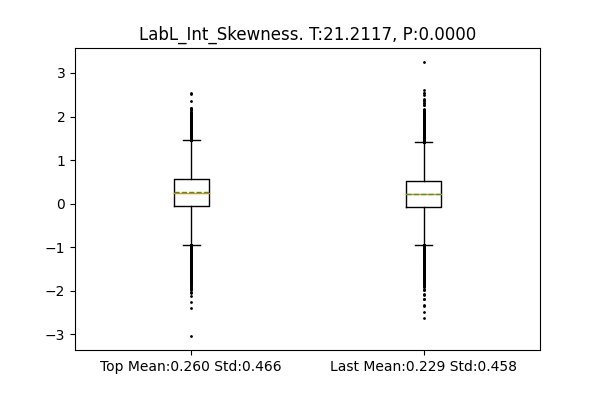 LabL_Int_Skewness. T:21.2117, P:0.0000
3
2
1
0
−1
−2
−3
Top Mean:0.260 Std:0.466
Last Mean:0.229 Std:0.458